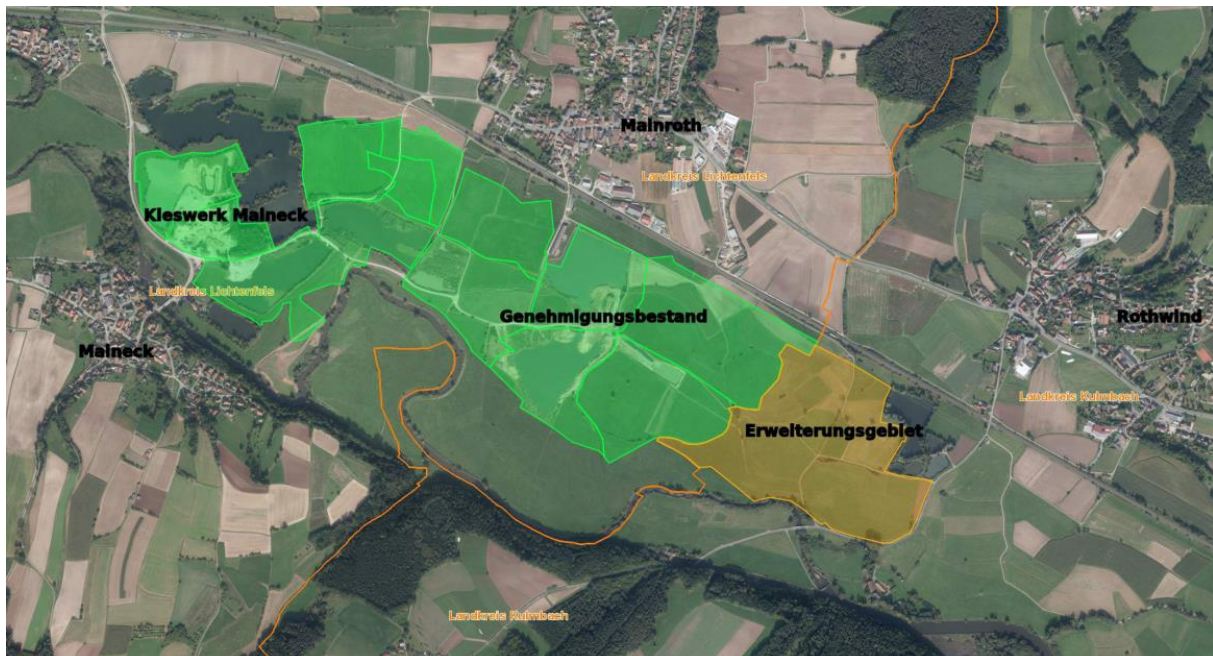 Mainroth
Landkreis Lichtenfels
Kieswerk Maineck
Landkreis Lichtenfels
Genehmigungsbestand
Rothwind
Maineck
Landkreis Kulmbach
Erweiterungsgebiet
Landkreis Kulmbach